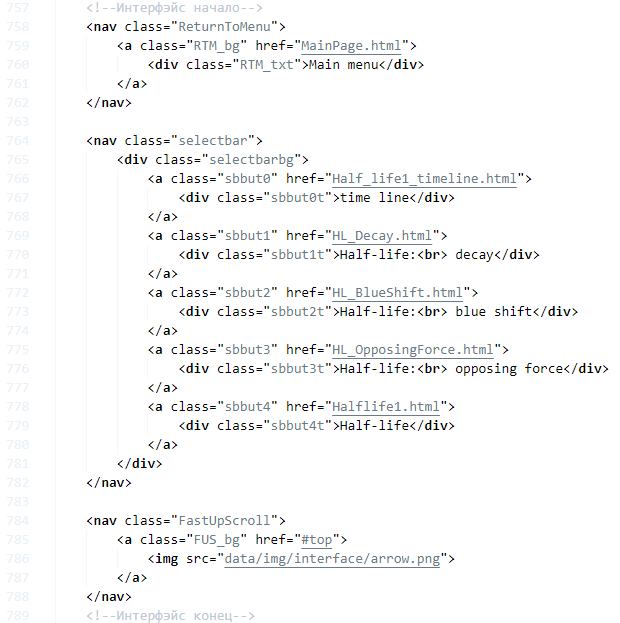 757 <!--Интерфэйс начало-->
758 <nav class="ReturnToMenu">
759 <a class="RTM_bg" href="MainPage.html">
760 <div class="RTM_txt">Main menu</div>
761 </a>
762 </nav>
763
764 <nav class="selectbar">
765 <div class="selectbarbg">
766 <a class="sbbut0" href="Half_life1_timeline.html">
767 <div class="sbbut0t">time line</div>
768 </a>
769 <a class="sbbut1" href="HL_Decay.html">
770 <div class="sbbut1t">Half-life:<br> decay</div>
771 </a>
772 <a class="sbbut2" href="HL_BlueShift.html">
773 <div class="sbbut2t">Half-life:<br> blue shift</div>
774 </a>
775 <a class="sbbut3" href="HL_OpposingForce.html">
776 <div class="sbbut3t">Half-life:<br> opposing force</div>
777 </a>
778 <a class="sbbut4" href="Halflife1.html">
779 <div class="sbbut4t">Half-life</div>
780 </a>
781 </div>
782 </nav>
783
784 <nav class="FastUpScroll">
785 <a class="FUS_bg" href="#top">
786 <img src="data/img/interface/arrow.png">
787 </a>
788 </nav>
789 <!--Интерфэйс конец-->